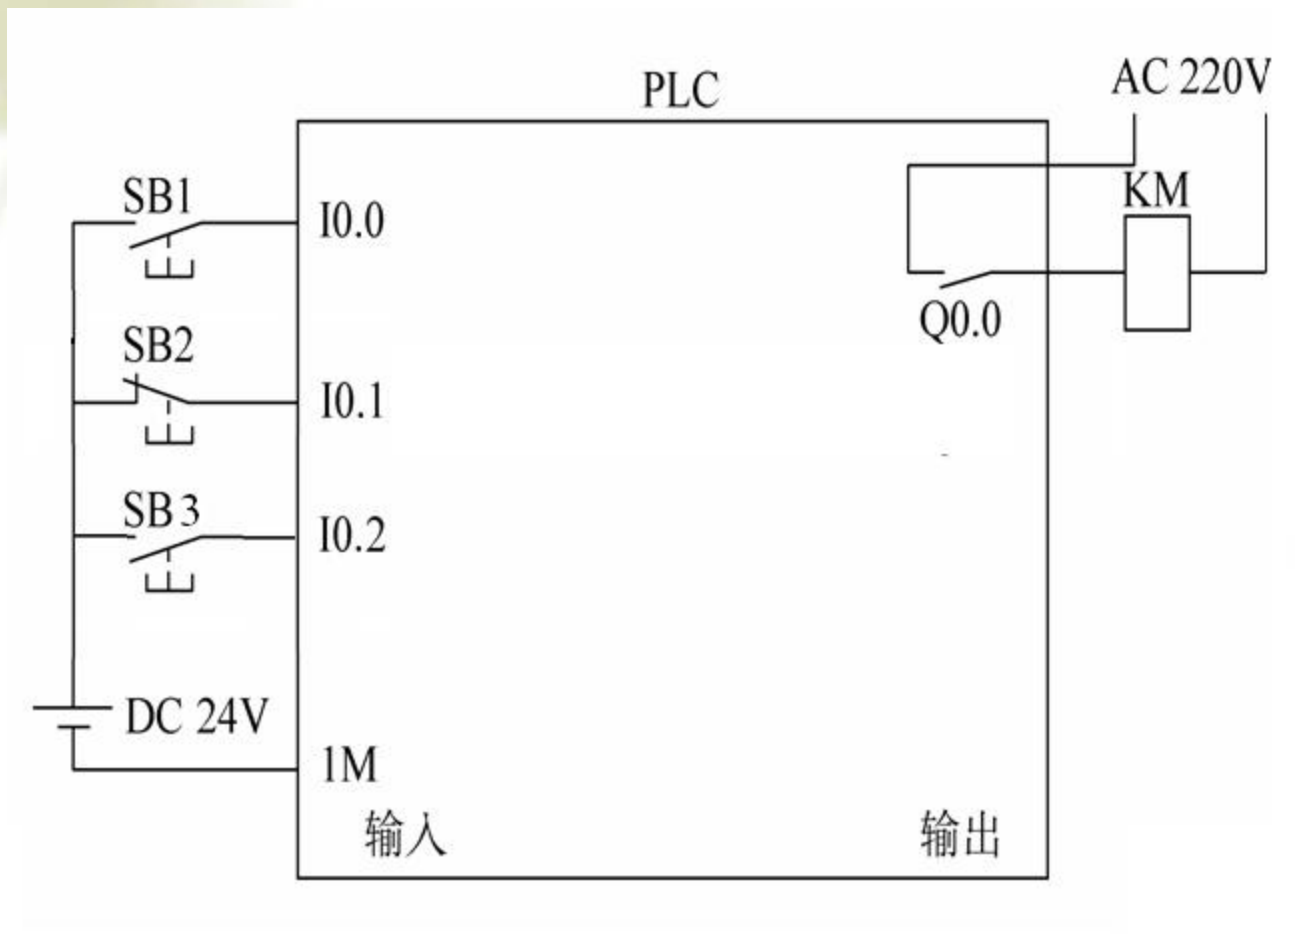 PLC
AC 220V
SB1
I0.0
KM
Q0.0
SB2
I0.1
SB3
I0.2
DC 24V
1M
输入
输出